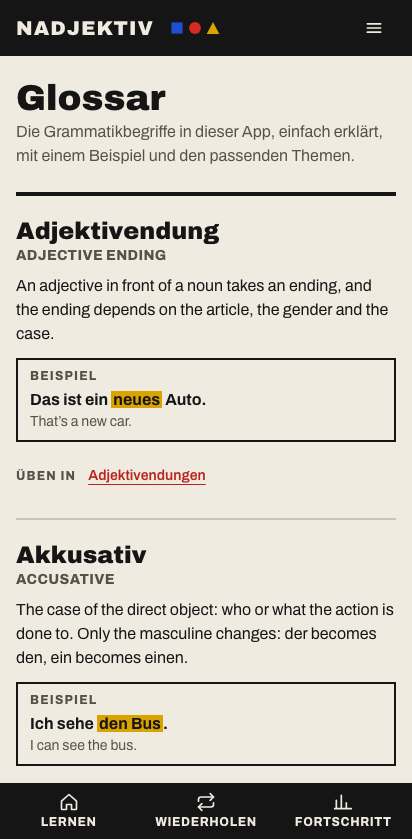 NADJEKTIV
Glossar
Die Grammatikbegriffe in dieser App, einfach erklärt,
mit einem Beispiel und den passenden Themen.
Adjektivendung
ADJECTIVE ENDING
An adjective in front of a noun takes an ending, and
the ending depends on the article, the gender and the
case.
BEISPIEL
Das ist ein neues Auto.
That’s a new car.
ÜBEN IN Adjektivendungen
Akkusativ
ACCUSATIVE
The case of the direct object: who or what the action is
done to. Only the masculine changes: der becomes
den, ein becomes einen.
BEISPIEL
Ich sehe den Bus.
I can see the bus.
LERNEN WIEDERHOLEN FORTSCHRITT